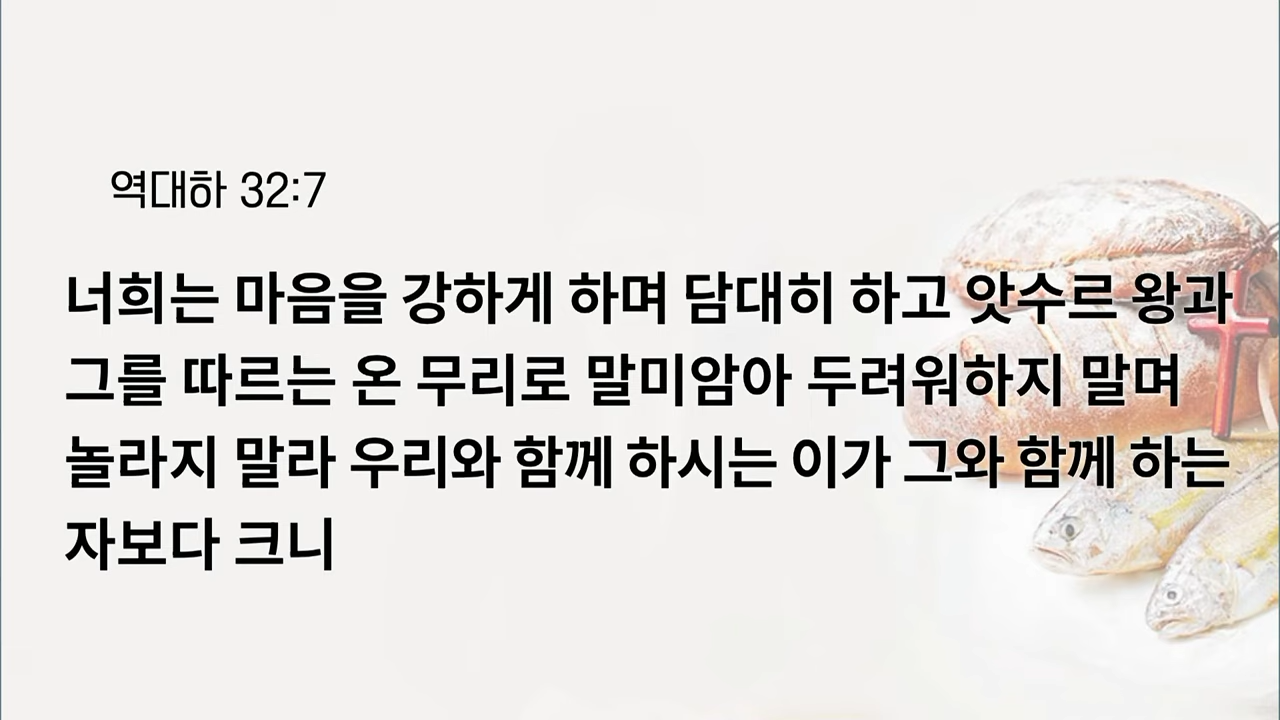 역대하 32:7
너희는 마음을 강하게 하며 담대히 하고 앗수르 왕과
그를 따르는 온 무리로 말미암아 두려워하지 말며
놀라지 말라 우리와 함께 하시는 이가 그와 함께 하는
자보다 크니